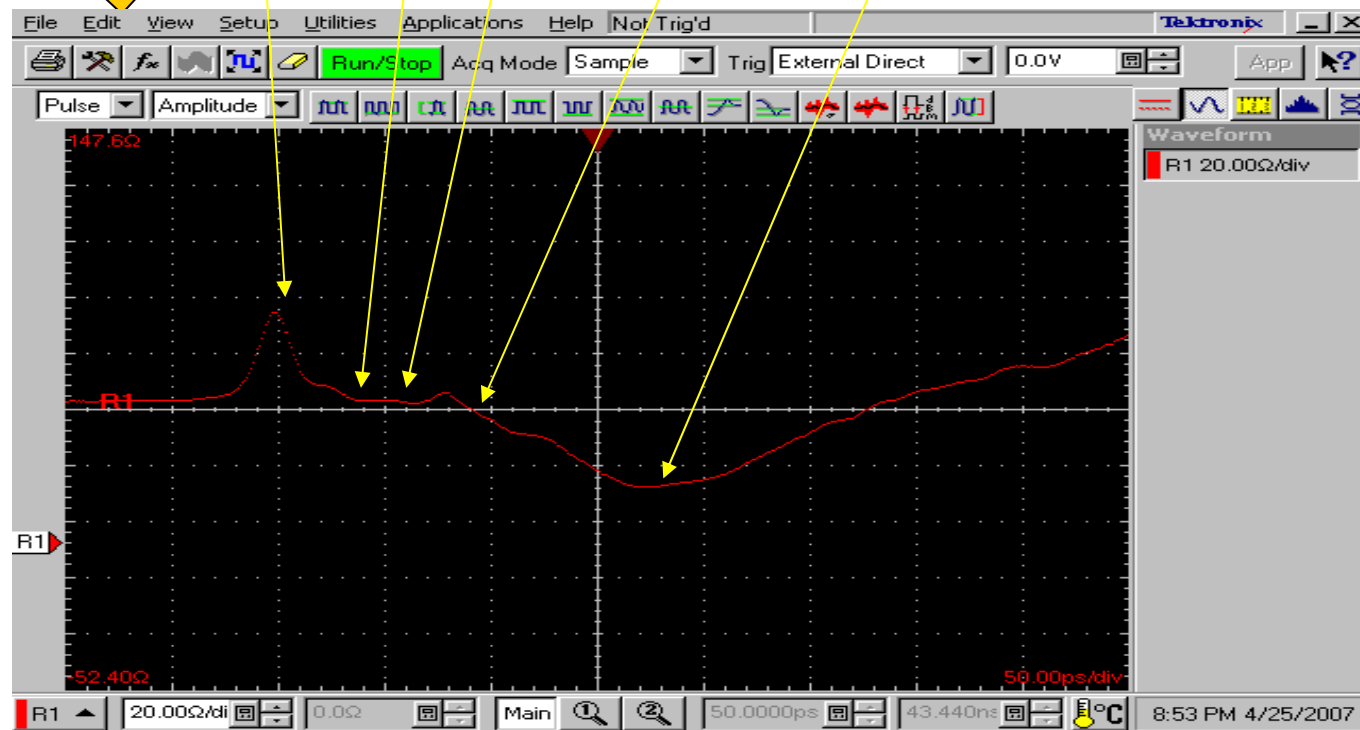 File Edit View Setup Utilities Applications Help Not Trig'd Tektronix
Run/Stop Acq Mode Sample Trig External Direct 0.0V App
Pulse Amplitude
Waveform
R1 20.00Ω/div
147.6Ω
R1
R1
-52.40Ω 50.00ps/div
R1 20.00Ω/di 0.0Ω Main 1 2 50.0000ps 43.440ns °C 8:53 PM 4/25/2007